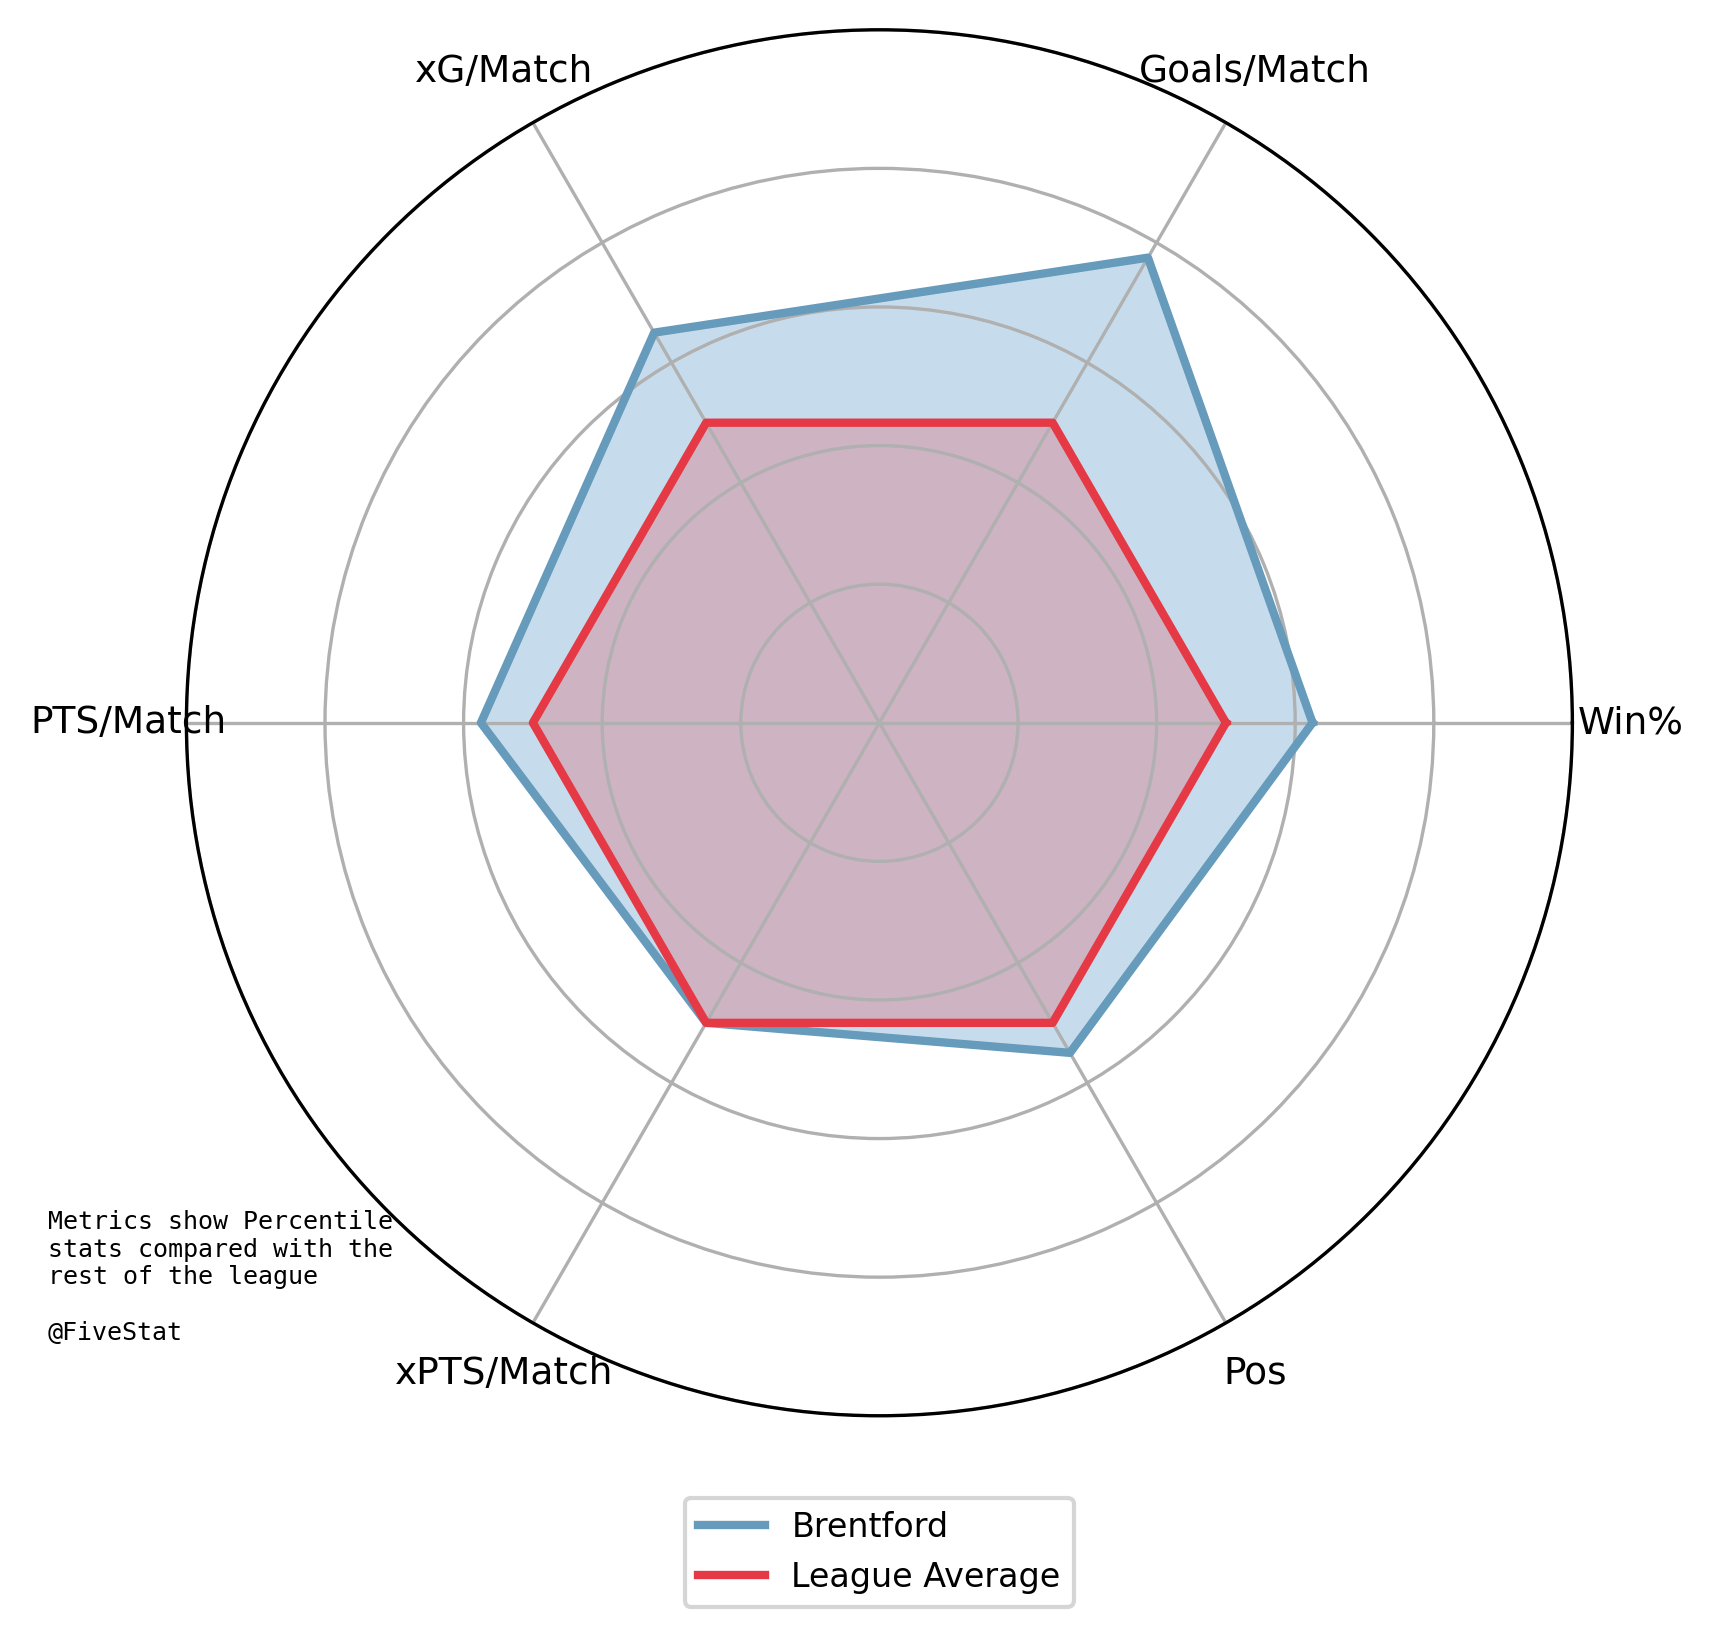 xG/Match
Goals/Match
PTS/Match
Win%
Metrics show Percentile
stats compared with the
rest of the league
@FiveStat
xPTS/Match
Pos
Brentford
League Average